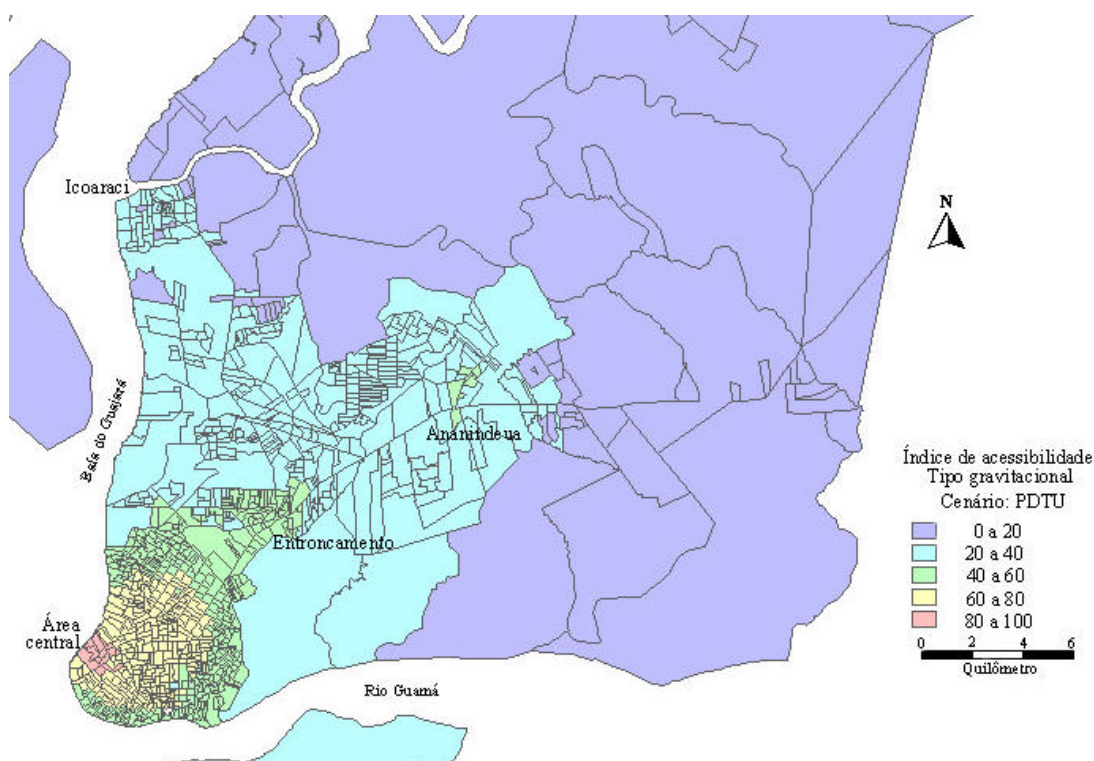 Icoaraci
N
Baía do Guajará
Ananindeua
Entroncamento
Área
central
Rio Guamá
Índice de acessibilidade
Tipo gravitacional
Cenário: PDTU
0 a 20
20 a 40
40 a 60
60 a 80
80 a 100
0 2 4 6
Quilômetro